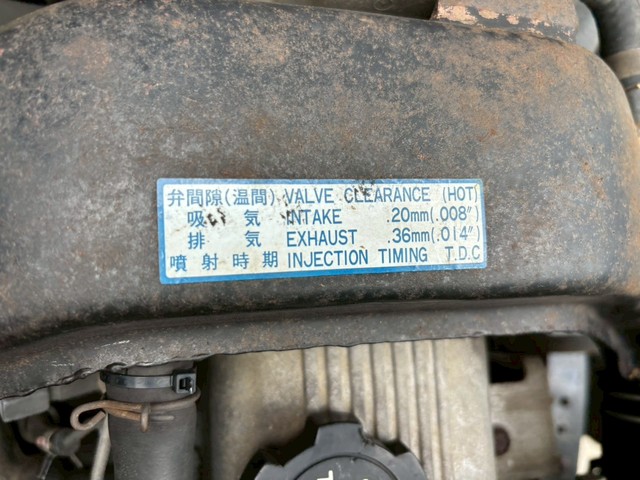 弁間隙(温間) VALVE CLEARANCE (HOT)
吸気 INTAKE .20mm(.008")
排気 EXHAUST .36mm(.014")
噴射時期 INJECTION TIMING T.D.C